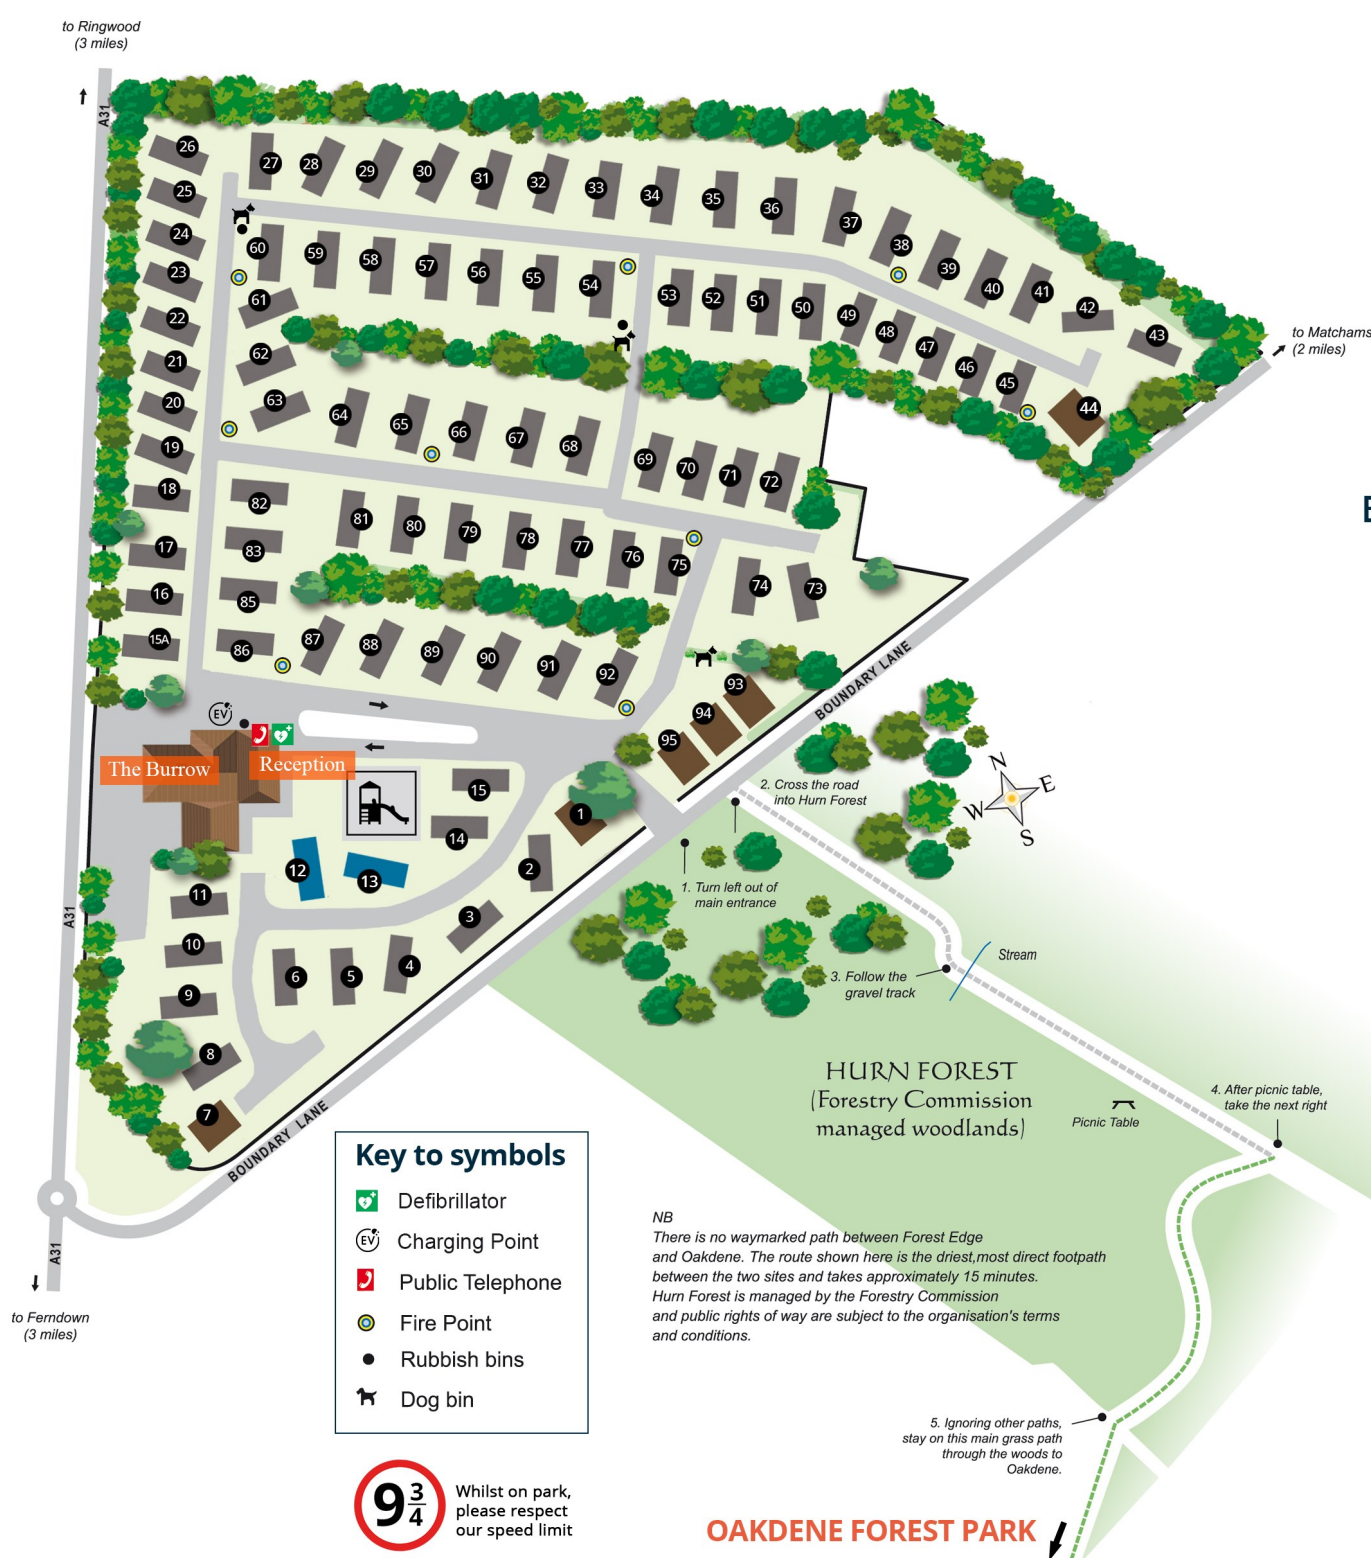 to Ringwood
(3 miles)
A31
26
27
28
29
30
31
32
33
34
35
36
37
38
39
40
41
42
43
25
24
23
22
21
20
19
18
17
16
15A
60
59
58
57
56
55
54
53
52
51
50
49
48
47
46
45
44
61
62
63
64
65
66
67
68
69
70
71
72
to Matchams
(2 miles)
E
82
83
85
86
81
80
79
78
77
76
75
74
73
87
88
89
90
91
92
93
94
95
BOUNDARY LANE
EV
The Burrow
Reception
15
14
12
13
1
2
3
4
5
6
11
10
9
8
7
A31
BOUNDARY LANE
A31
to Ferndown
(3 miles)
N
E
S
W
2. Cross the road
into Hurn Forest
1. Turn left out of
main entrance
3. Follow the
gravel track
Stream
HURN FOREST
(Forestry Commission
managed woodlands)
Picnic Table
4. After picnic table,
take the next right
Key to symbols
Defibrillator
EV
Charging Point
Public Telephone
Fire Point
Rubbish bins
Dog bin
NB
There is no waymarked path between Forest Edge
and Oakdene. The route shown here is the driest,most direct footpath
between the two sites and takes approximately 15 minutes.
Hurn Forest is managed by the Forestry Commission
and public rights of way are subject to the organisation's terms
and conditions.
5. Ignoring other paths,
stay on this main grass path
through the woods to
Oakdene.
9 3/4
Whilst on park,
please respect
our speed limit
OAKDENE FOREST PARK